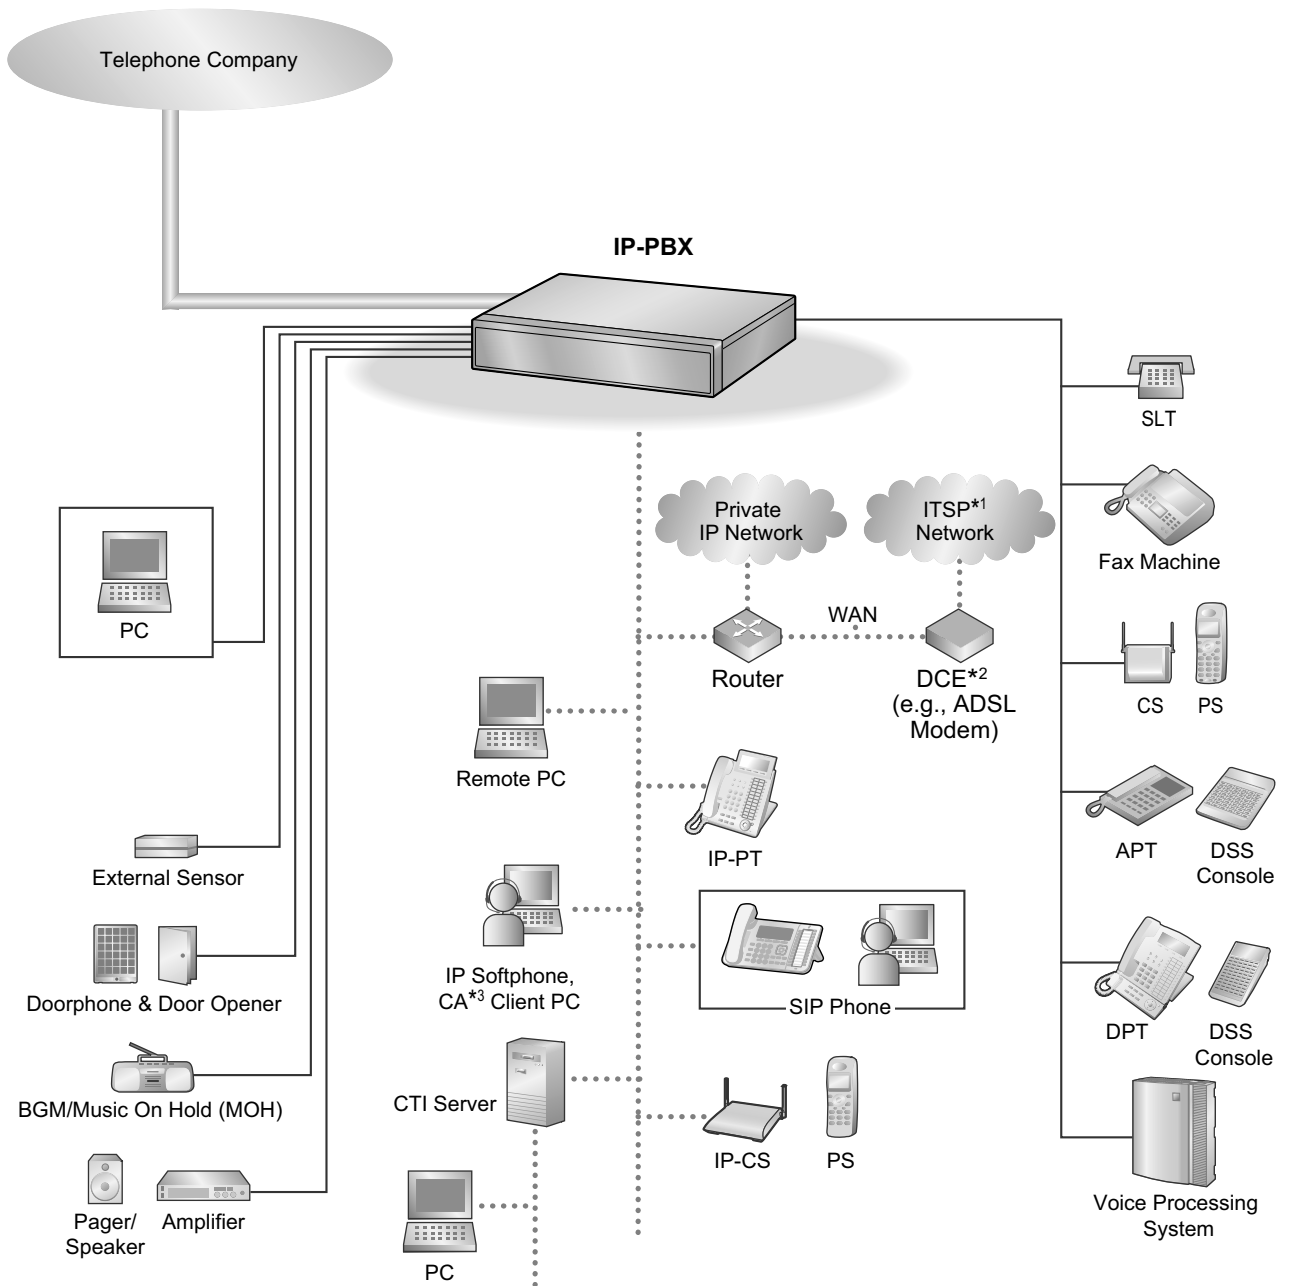 Telephone Company
IP-PBX
SLT
Private
IP Network
ITSP*1
Network
Fax Machine
PC
WAN
Router
DCE*2
(e.g., ADSL
Modem)
CS
PS
Remote PC
IP-PT
APT
DSS
Console
External Sensor
IP Softphone,
CA*3 Client PC
SIP Phone
Doorphone & Door Opener
DPT
DSS
Console
BGM/Music On Hold (MOH)
CTI Server
IP-CS
PS
Pager/
Speaker
Amplifier
PC
Voice Processing
System